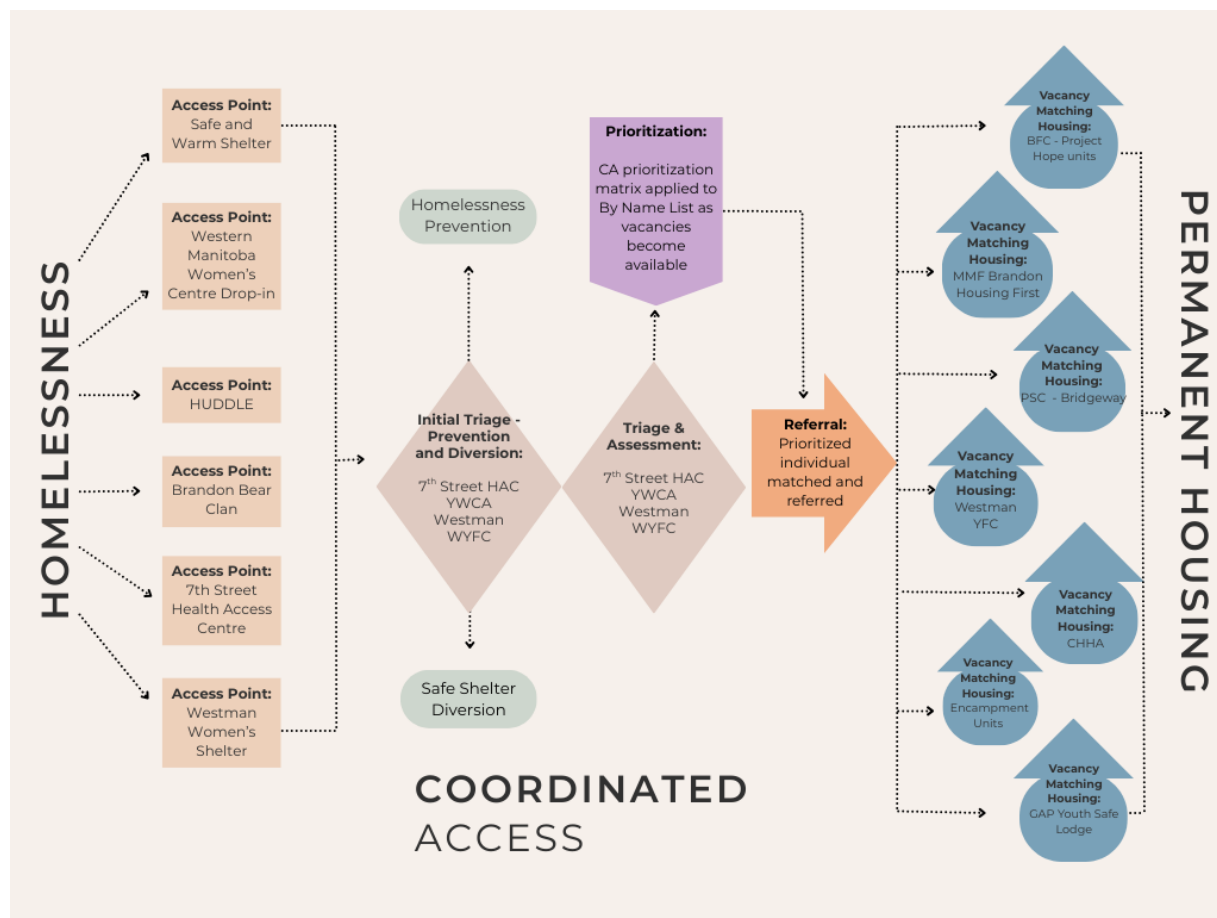 HOMELESSNESS
Access Point:
Safe and
Warm Shelter
Access Point:
Western
Manitoba
Women's
Centre Drop-in
Access Point:
HUDDLE
Access Point:
Brandon Bear
Clan
Access Point:
7th Street
Health Access
Centre
Access Point:
Westman
Women's
Shelter
Homelessness
Prevention
Initial Triage -
Prevention
and Diversion:
7th Street HAC
YWCA
Westman
WYFC
Safe Shelter
Diversion
Prioritization:
CA prioritization
matrix applied to
By Name List as
vacancies
become
available
Triage &
Assessment:
7th Street HAC
YWCA
Westman
WYFC
Referral:
Prioritized
individual
matched and
referred
COORDINATED
ACCESS
Vacancy
Matching
Housing:
BFC - Project
Hope units
Vacancy
Matching
Housing:
MMF Brandon
Housing First
Vacancy
Matching
Housing:
PSC - Bridgeway
Vacancy
Matching
Housing:
Westman
YFC
Vacancy
Matching
Housing:
CHHA
Vacancy
Matching
Housing:
Encampment
Units
Vacancy
Matching
Housing:
GAP Youth Safe
Lodge
PERMANENT HOUSING